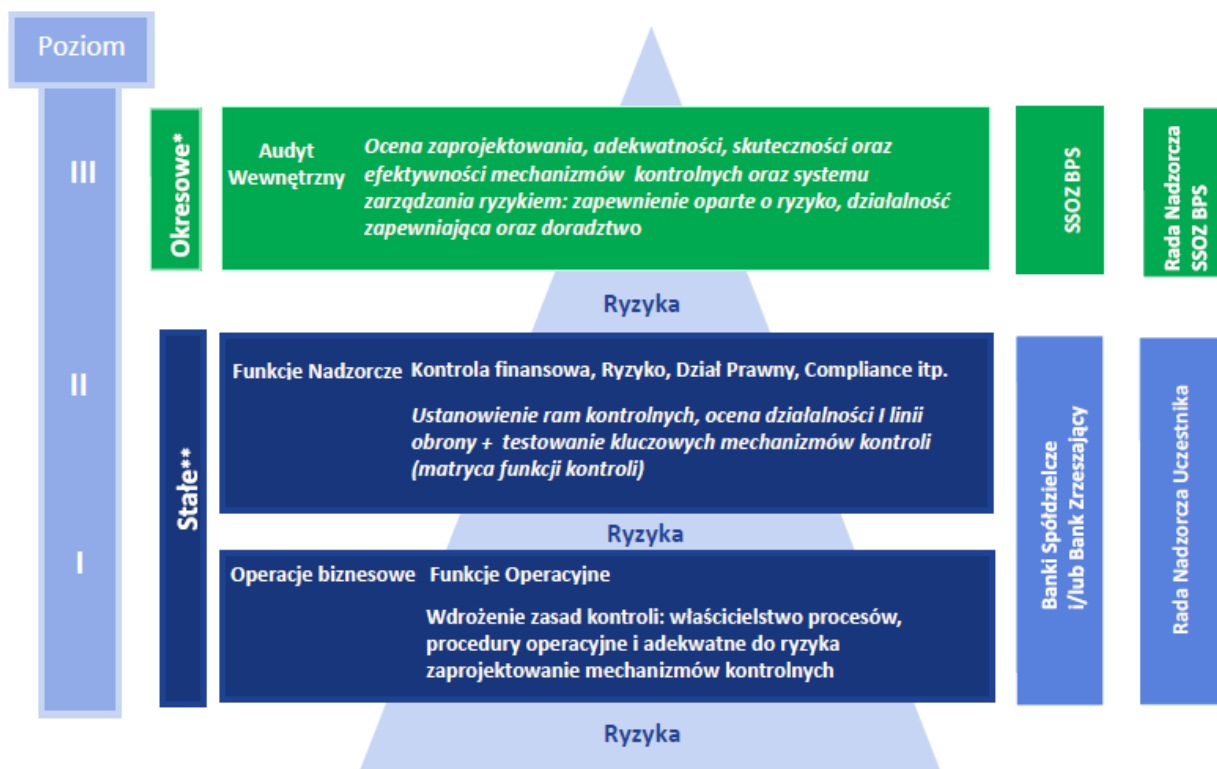 Poziom
III
Okresowe*
Audyt
Wewnętrzny
Ocena zaprojektowania, adekwatności, skuteczności oraz
efektywności mechanizmów kontrolnych oraz systemu
zarządzania ryzykiem: zapewnienie oparte o ryzyko, działalność
zapewniająca oraz doradztwo
SSOZ BPS
Rada Nadzorcza
SSOZ BPS
Ryzyka
II
Stałe**
Funkcje Nadzorcze
Kontrola finansowa, Ryzyko, Dział Prawny, Compliance itp.
Ustanowienie ram kontrolnych, ocena działalności I linii
obrony + testowanie kluczowych mechanizmów kontroli
(matryca funkcji kontroli)
Banki Spółdzielcze
i/lub Bank Zrzeszający
Rada Nadzorcza Uczestnika
Ryzyka
I
Operacje biznesowe
Funkcje Operacyjne
Wdrożenie zasad kontroli: właścicielstwo procesów,
procedury operacyjne i adekwatne do ryzyka
zaprojektowanie mechanizmów kontrolnych
Ryzyka